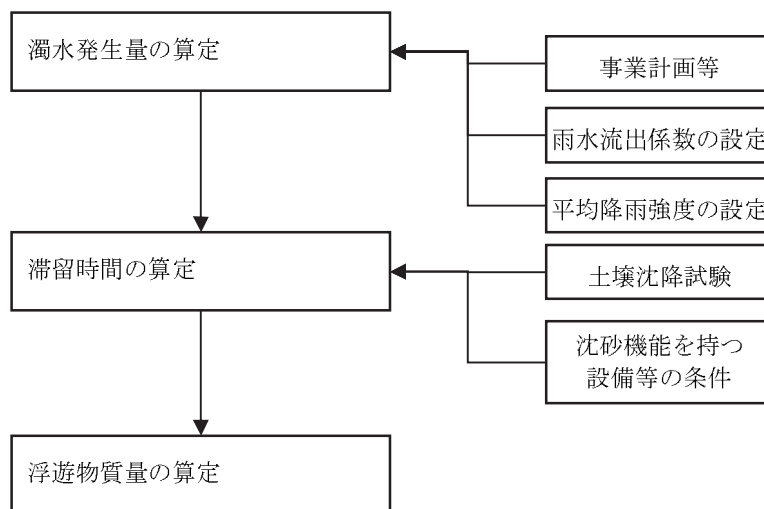 濁水発生量の算定
事業計画等
雨水流出係数の設定
平均降雨強度の設定
滞留時間の算定
土壌沈降試験
沈砂機能を持つ
設備等の条件
浮遊物質量の算定